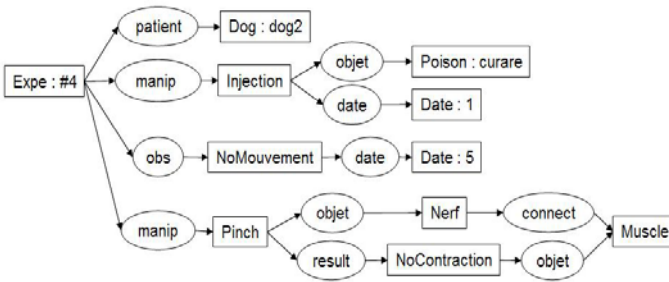 patient
Dog : dog2
Expe : #4
manip
Injection
objet
Poison : curare
date
Date : 1
obs
NoMouvement
date
Date : 5
manip
Pinch
objet
Nerf
connect
Muscle
result
NoContraction
objet